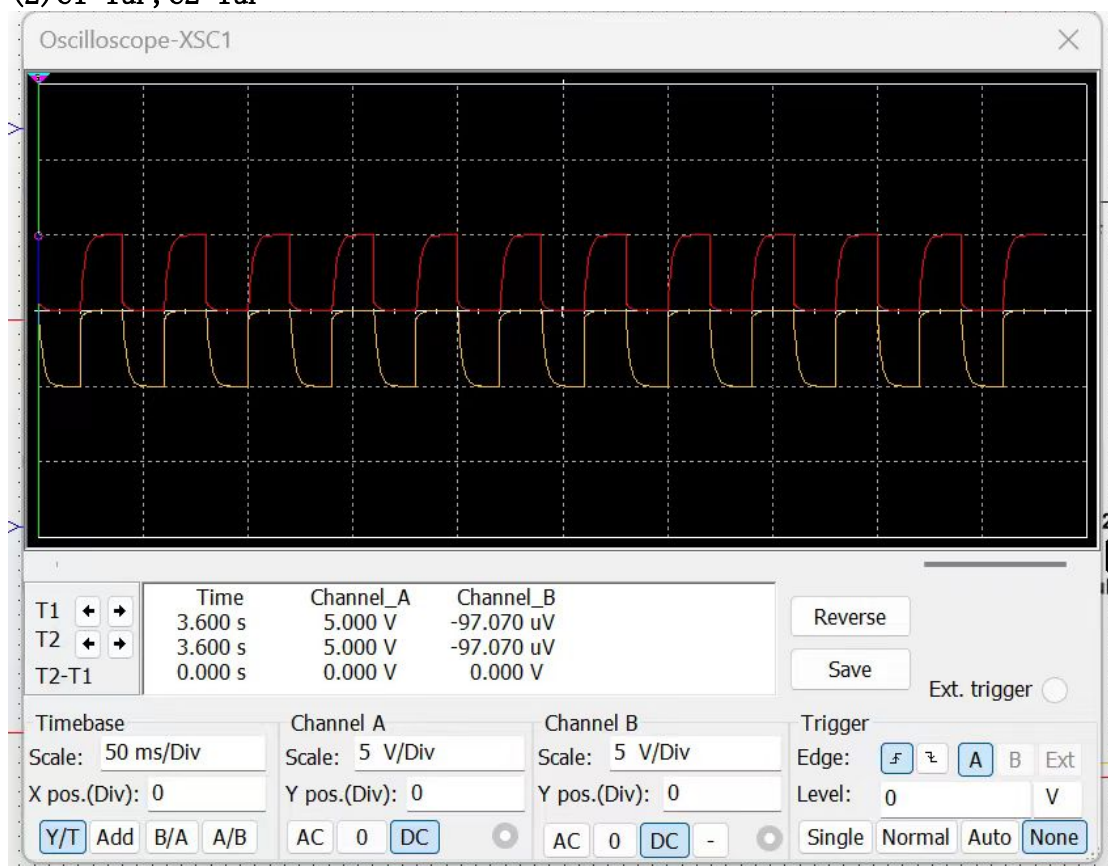 Oscilloscope-XSC1
Time Channel_A Channel_B
T1 3.600 s 5.000 V -97.070 uV
T2 3.600 s 5.000 V -97.070 uV
T2-T1 0.000 s 0.000 V 0.000 V
Reverse
Save
Ext. trigger
Timebase Channel A Channel B Trigger
Scale: 50 ms/Div Scale: 5 V/Div Scale: 5 V/Div Edge: A B Ext
X pos.(Div): 0 Y pos.(Div): 0 Y pos.(Div): 0 Level: 0 V
Y/T Add B/A A/B AC 0 DC AC 0 DC - Single Normal Auto None